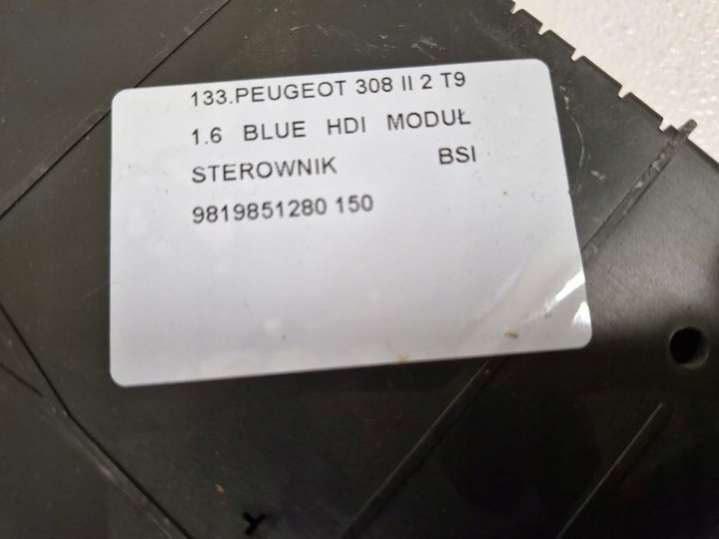 133.PEUGEOT 308 II 2 T9
1.6 BLUE HDI MODUŁ
STEROWNIK BSI
9819851280 150